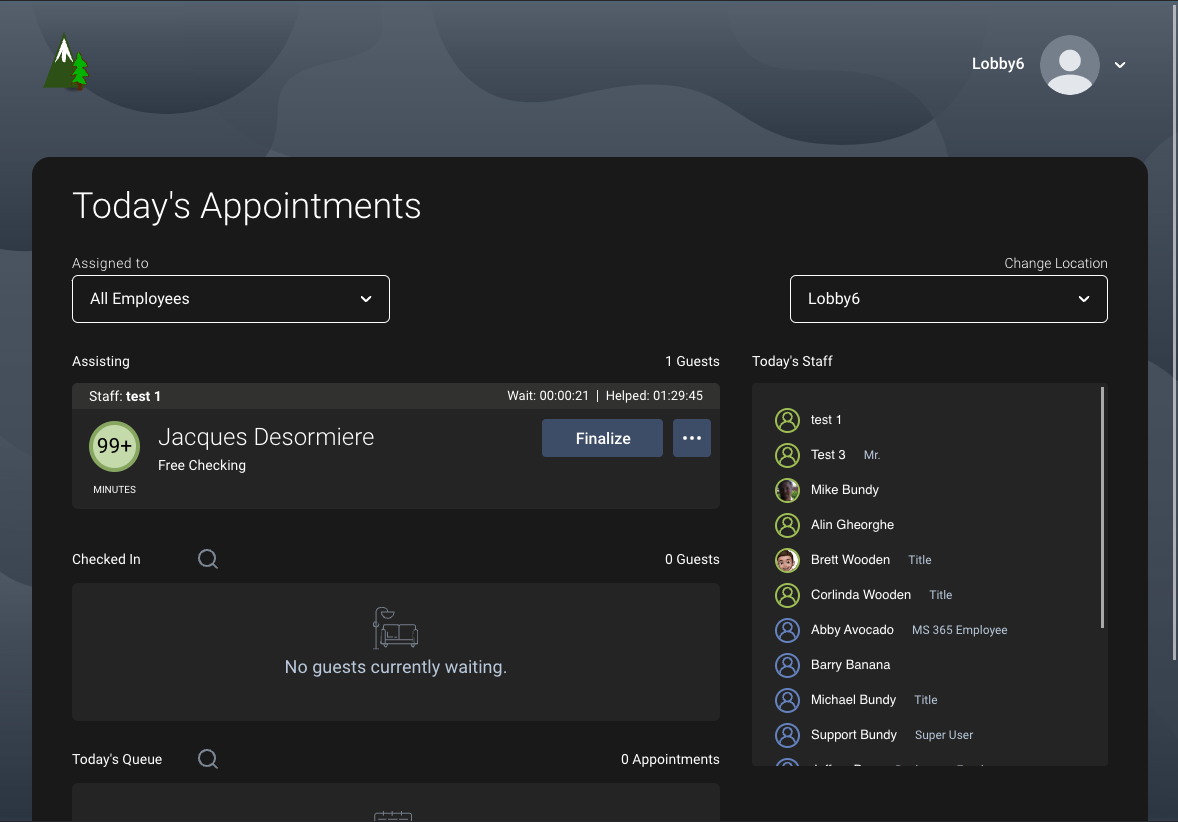 Lobby6
Today's Appointments
Assigned to
Change Location
All Employees
Lobby6
Assisting
1 Guests
Staff: test 1
Wait: 00:00:21 | Helped: 01:29:45
99+
MINUTES
Jacques Desormiere
Free Checking
Finalize
Checked In
0 Guests
No guests currently waiting.
Today's Queue
0 Appointments
Today's Staff
test 1
Test 3 Mr.
Mike Bundy
Alin Gheorghe
Brett Wooden Title
Corlinda Wooden Title
Abby Avocado MS 365 Employee
Barry Banana
Michael Bundy Title
Support Bundy Super User